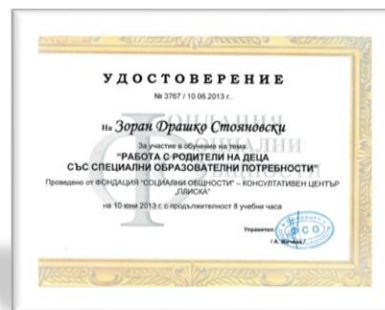 УДОСТОВЕРЕНИЕ
№ 3767 / 10.06.2013 г.
На Зоран Драшко Стояновски
За участие в обучение на тема:
"РАБОТА С РОДИТЕЛИ НА ДЕЦА
СЪС СПЕЦИАЛНИ ОБРАЗОВАТЕЛНИ ПОТРЕБНОСТИ"
Проведено от ФОНДАЦИЯ "СОЦИАЛНИ ОБЩНОСТИ" – КОНСУЛТАТИВЕН ЦЕНТЪР
„ПЛИСКА"
на 10 юни 2013 г. с продължителност 8 учебни часа
Управител:
ФСО